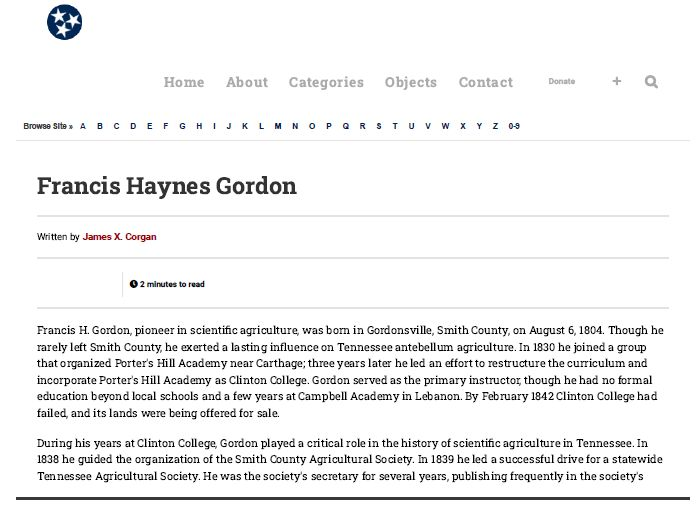 Home About Categories Objects Contact Donate +
Browse Site » A B C D E F G H I J K L M N O P Q R S T U V W X Y Z 0-9
Francis Haynes Gordon
Written by James X. Corgan
2 minutes to read
Francis H. Gordon, pioneer in scientific agriculture, was born in Gordonsville, Smith County, on August 6, 1804. Though he
rarely left Smith County, he exerted a lasting influence on Tennessee antebellum agriculture. In 1830 he joined a group
that organized Porter's Hill Academy near Carthage; three years later he led an effort to restructure the curriculum and
incorporate Porter's Hill Academy as Clinton College. Gordon served as the primary instructor, though he had no formal
education beyond local schools and a few years at Campbell Academy in Lebanon. By February 1842 Clinton College had
failed, and its lands were being offered for sale.
During his years at Clinton College, Gordon played a critical role in the history of scientific agriculture in Tennessee. In
1838 he guided the organization of the Smith County Agricultural Society. In 1839 he led a successful drive for a statewide
Tennessee Agricultural Society. He was the society's secretary for several years, publishing frequently in the society's